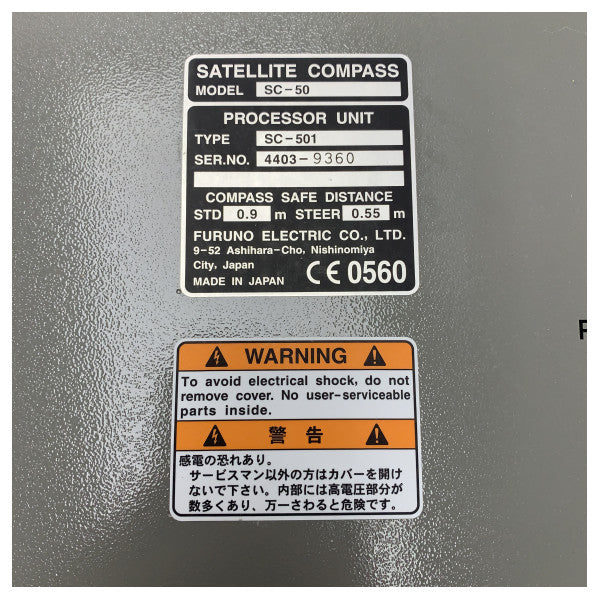 SATELLITE COMPASS
MODEL SC-50
PROCESSOR UNIT
TYPE SC-501
SER.NO. 4403-9360
COMPASS SAFE DISTANCE
STD 0.9 m STEER 0.55 m
FURUNO ELECTRIC CO., LTD.
9-52 Ashihara-Cho, Nishinomiya
City, Japan
MADE IN JAPAN CE 0560
WARNING
To avoid electrical shock, do not
remove cover. No user-serviceable
parts inside.
警告
感電の恐れあり。
サービスマン以外の方はカバーを開け
ないで下さい。内部には高電圧部分が
数多くあり、万一さわると危険です。